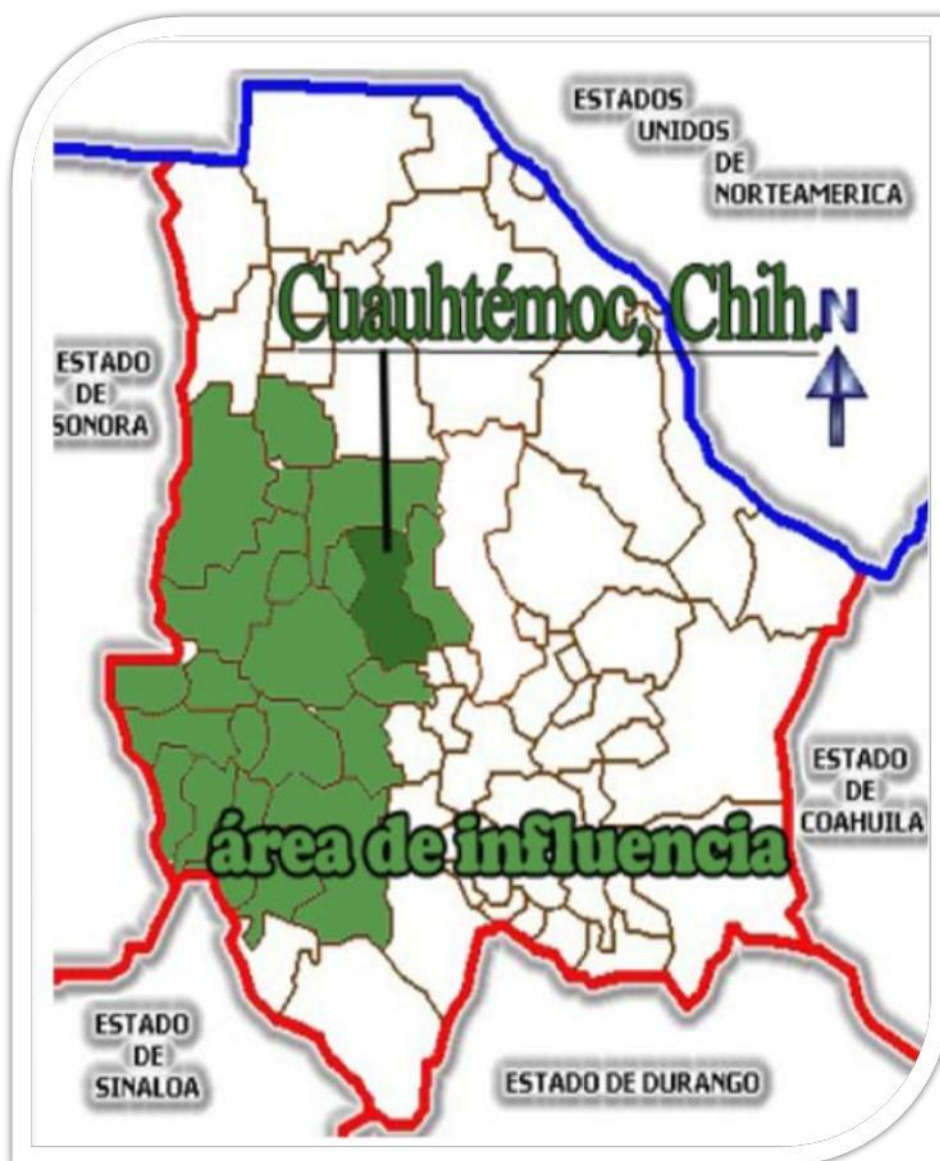 ESTADOS
UNIDOS
DE
NORTEAMERICA
Cuauhtémoc, Chih.
N
ESTADO
DE
SONORA
ESTADO
DE
COAHUILA
área de influencia
ESTADO
DE
SINALOA
ESTADO DE DURANGO